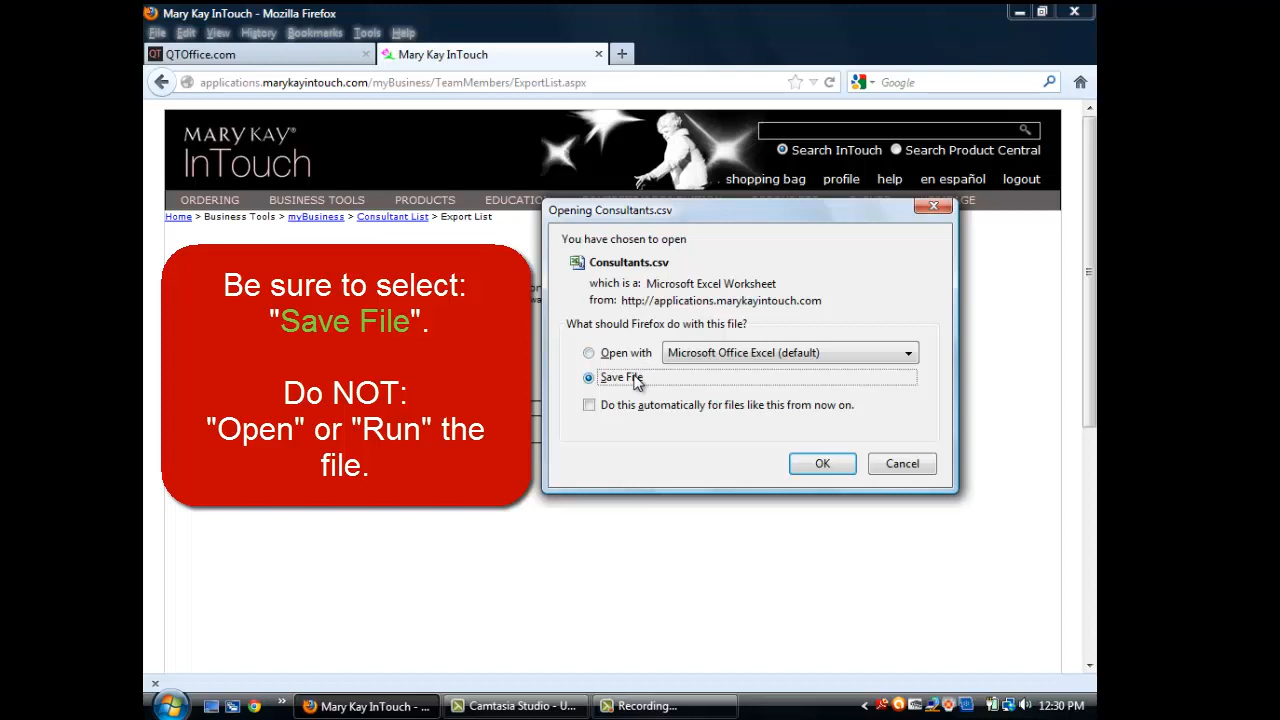 Mary Kay InTouch - Mozilla Firefox
File Edit View History Bookmarks Tools Help
QT QTOffice.com
Mary Kay InTouch
applications.marykayintouch.com/myBusiness/TeamMembers/ExportList.aspx
Google
MARY KAY®
InTouch
Search InTouch Search Product Central
shopping bag profile help en español logout
ORDERING BUSINESS TOOLS PRODUCTS
Home > Business Tools > myBusiness > Consultant List > Export List
Be sure to select:
"Save File".
Do NOT:
"Open" or "Run" the
file.
Opening Consultants.csv
You have chosen to open
Consultants.csv
which is a: Microsoft Excel Worksheet
from: http://applications.marykayintouch.com
What should Firefox do with this file?
Open with Microsoft Office Excel (default)
Save File
Do this automatically for files like this from now on.
OK Cancel
Mary Kay InTouch - ...
Camtasia Studio - U...
Recording...
12:30 PM